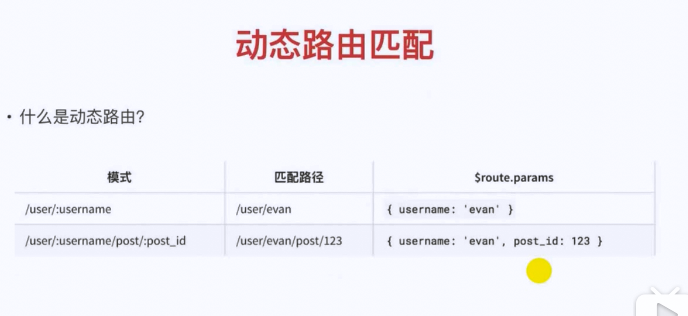 动态路由匹配
• 什么是动态路由?
模式 匹配路径 $route.params
/user/:username /user/evan { username: 'evan' }
/user/:username/post/:post_id /user/evan/post/123 { username: 'evan', post_id: 123 }